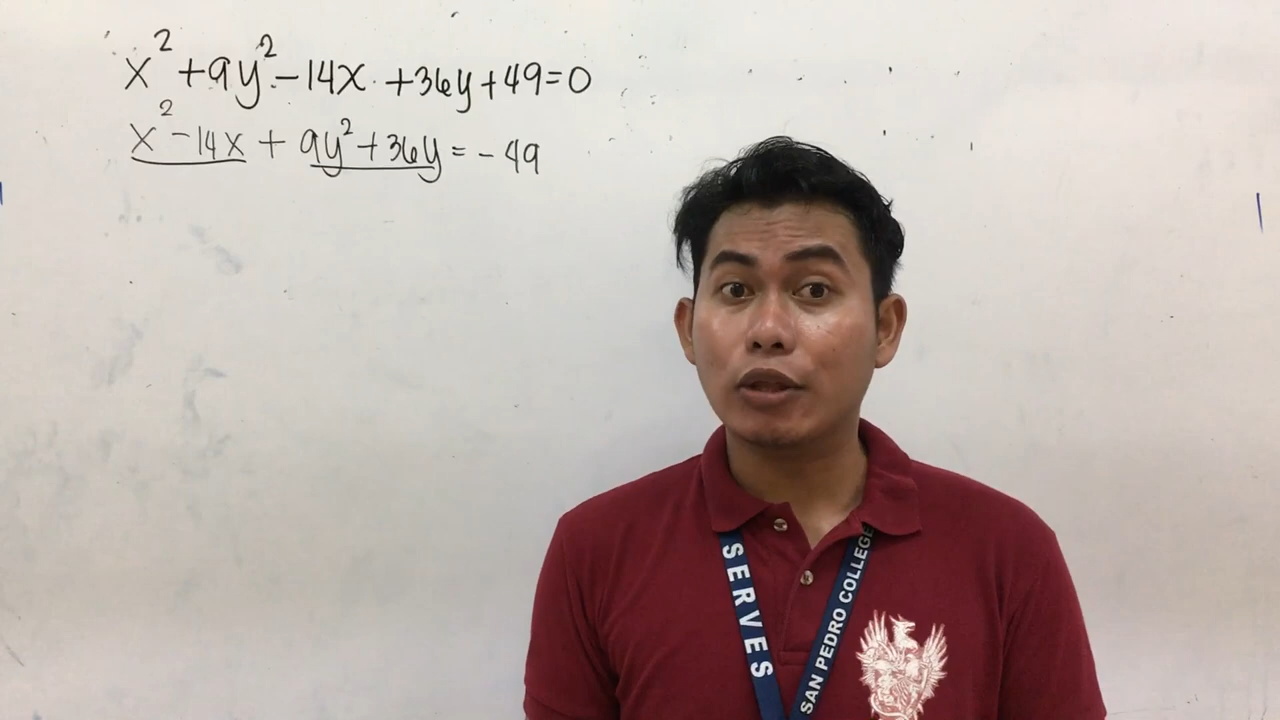 x² + 9y² - 14x + 36y + 49 = 0
x² - 14x + 9y² + 36y = - 49
SERVES
SAN PEDRO COLLEGE